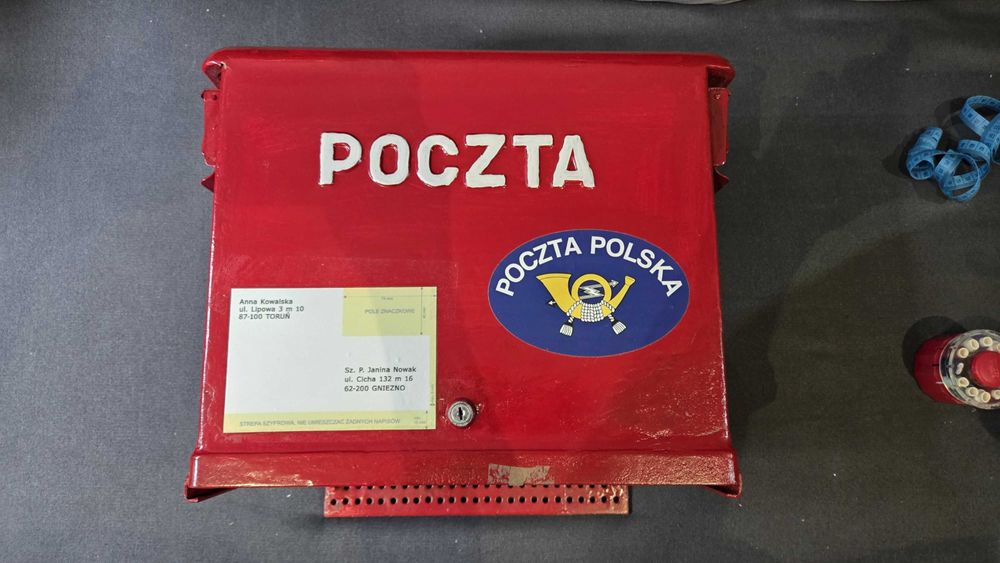 POCZTA
POCZTA POLSKA
Anna Kowalska
ul. Lipowa 3 m 10
87-100 TORUŃ
POLE ZNACZKOWE
Sz. P. Janina Nowak
ul. Cicha 132 m 16
62-200 GNIEZNO
STREFA SZYFROWA, NIE UMIESZCZAĆ ŻADNYCH NAPISÓW